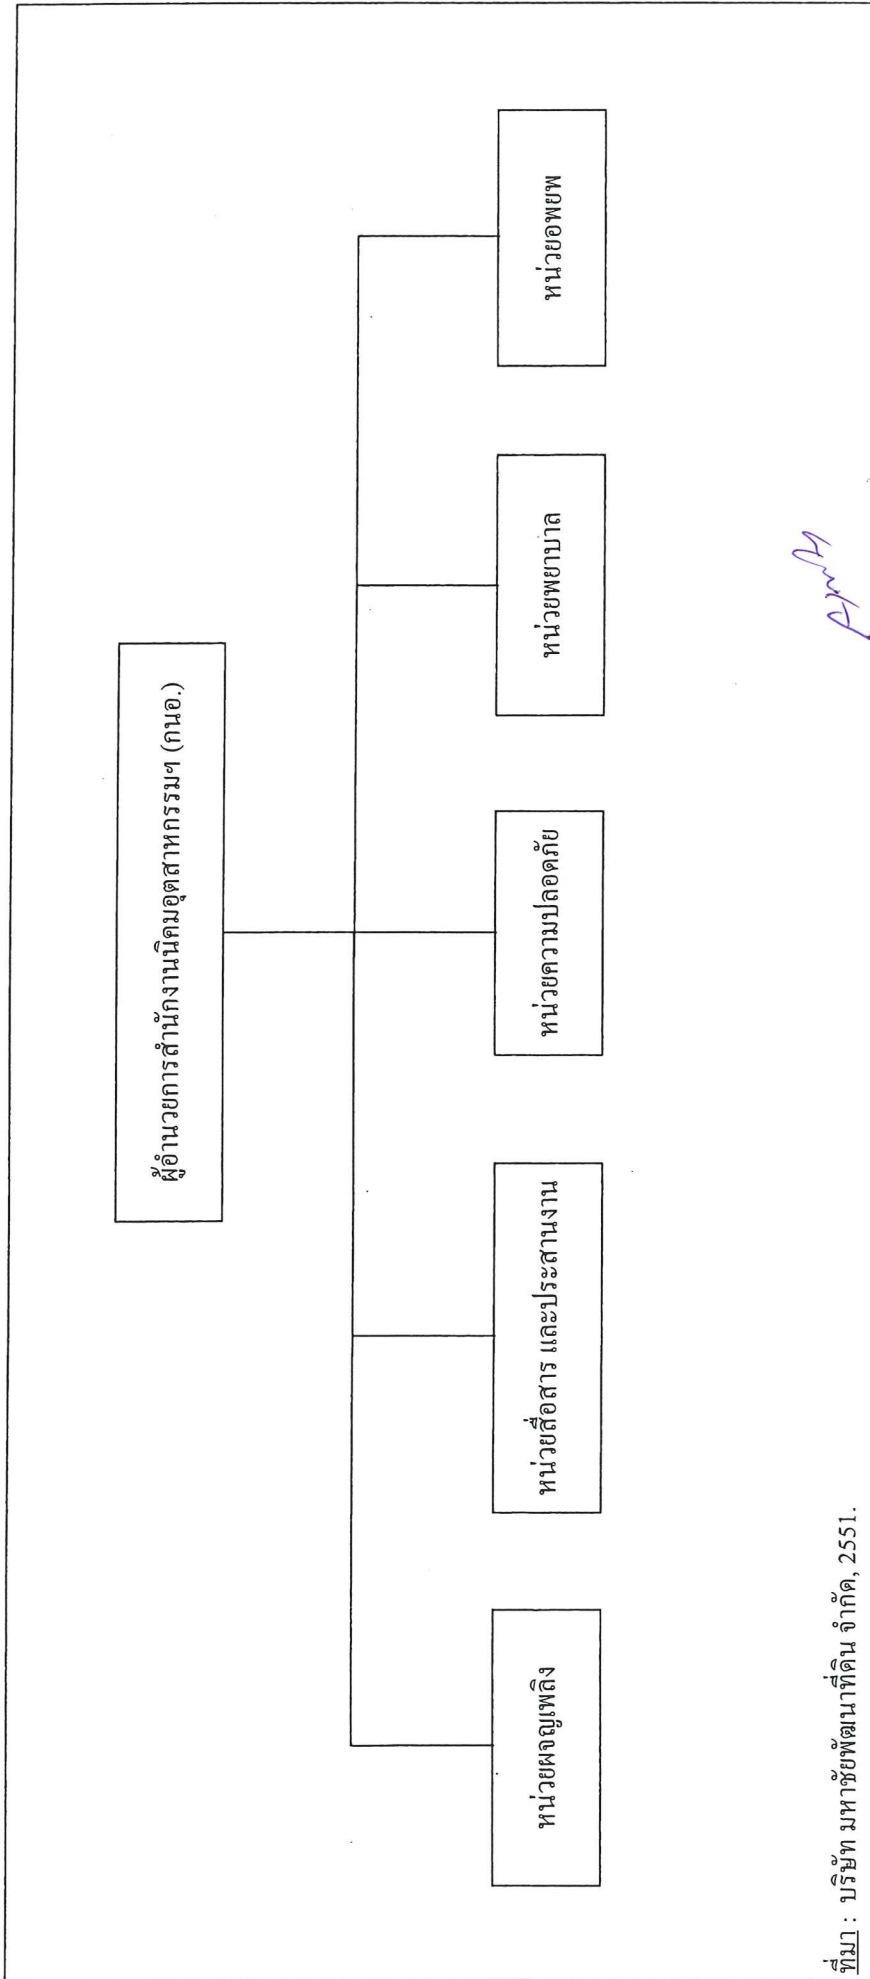 ผู้อำนวยการสำนักงานนิคมอุตสาหกรรมฯ (กนอ.)
หน่วยผจญเพลิง
หน่วยสื่อสาร และประสานงาน
หน่วยความปลอดภัย
หน่วยพยาบาล
หน่วยอพยพ
ที่มา : บริษัท มหาชัยพัฒนาที่ดิน จำกัด, 2551.